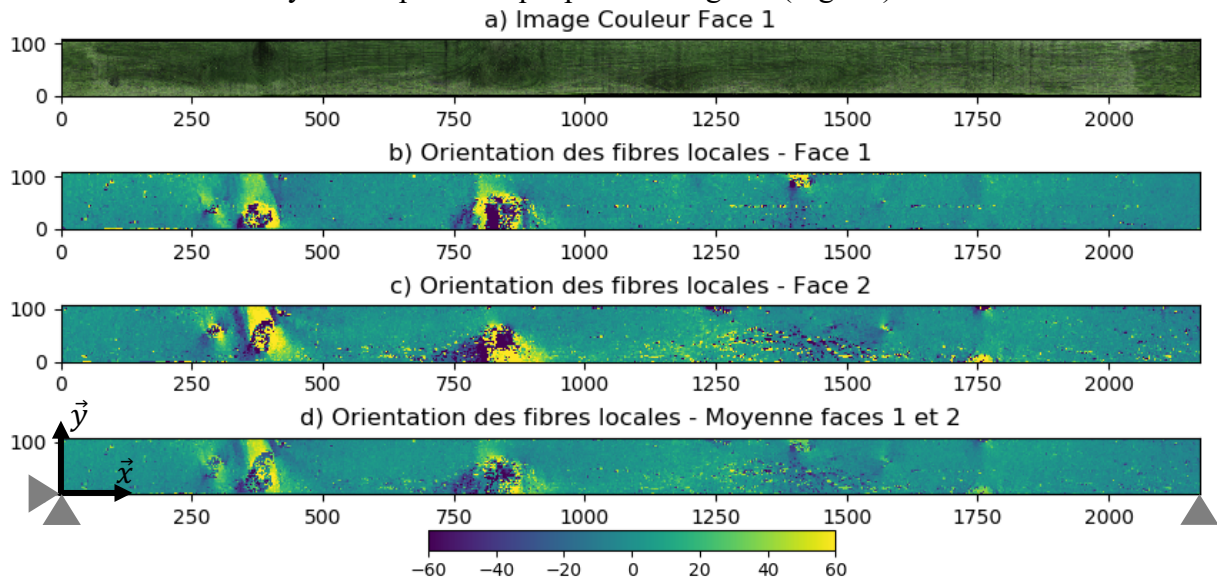 a) Image Couleur Face 1
100
0
0 250 500 750 1000 1250 1500 1750 2000
b) Orientation des fibres locales - Face 1
100
0
0 250 500 750 1000 1250 1500 1750 2000
c) Orientation des fibres locales - Face 2
100
0
0 250 500 750 1000 1250 1500 1750 2000
d) Orientation des fibres locales - Moyenne faces 1 et 2
y⃗
100
x⃗
250 500 750 1000 1250 1500 1750 2000
−60 −40 −20 0 20 40 60